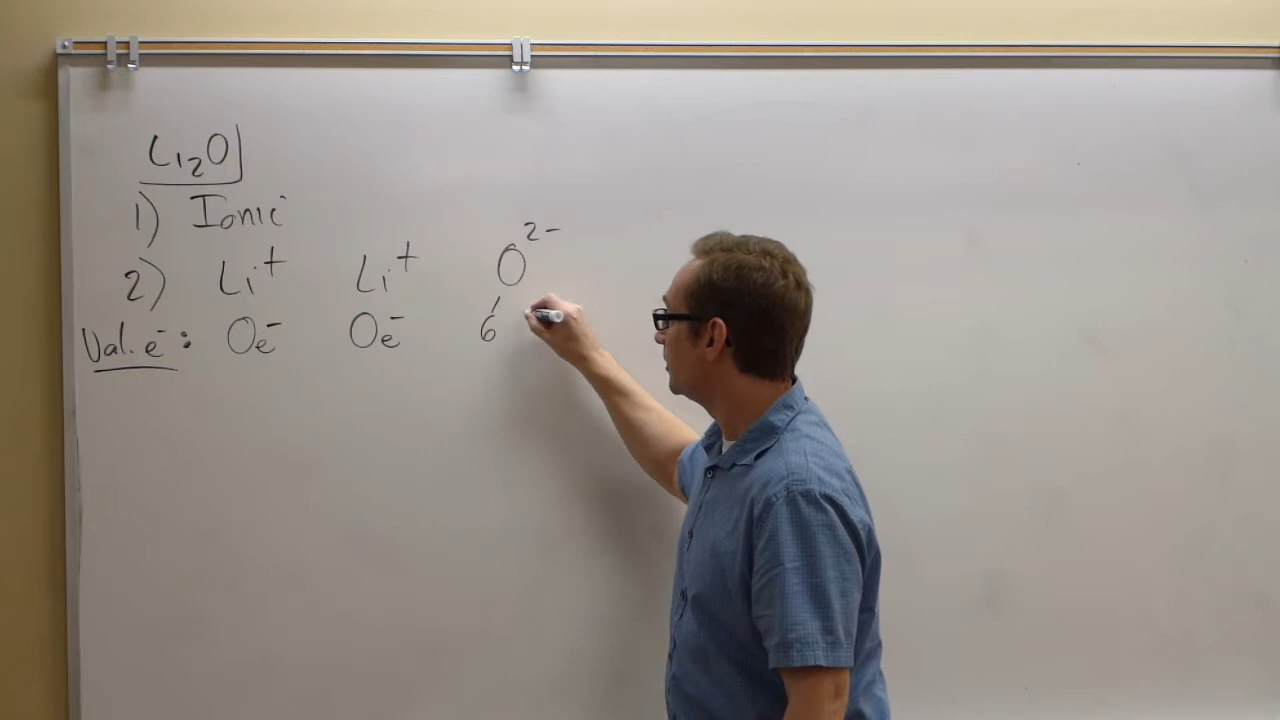 Li₂O
1) Ionic
2) Li⁺ Li⁺ O²⁻
Val. e⁻: 0e⁻ 0e⁻ 6